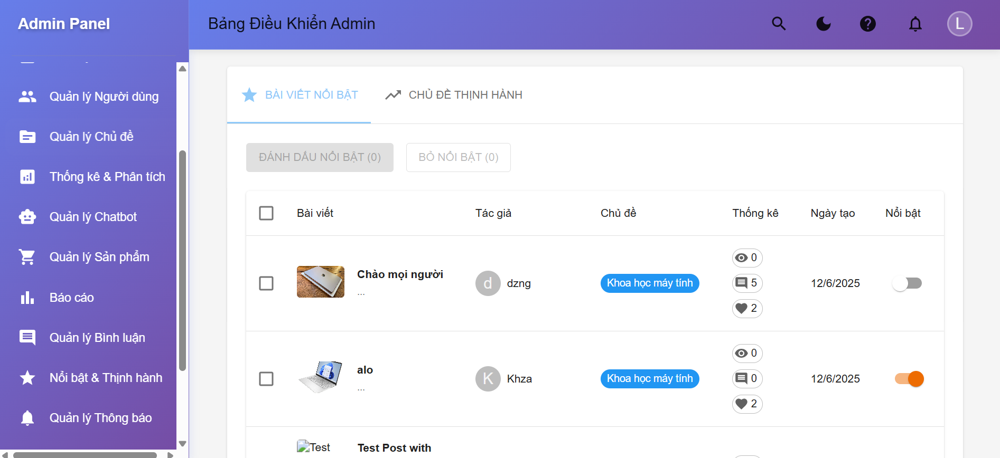 Admin Panel
Bảng Điều Khiển Admin
L
Quản lý Người dùng
Quản lý Chủ đề
Thống kê & Phân tích
Quản lý Chatbot
Quản lý Sản phẩm
Báo cáo
Quản lý Bình luận
Nổi bật & Thịnh hành
Quản lý Thông báo
BÀI VIẾT NỔI BẬT
CHỦ ĐỀ THỊNH HÀNH
ĐÁNH DẤU NỔI BẬT (0)
BỎ NỔI BẬT (0)
Bài viết
Tác giả
Chủ đề
Thống kê
Ngày tạo
Nổi bật
Chào mọi người
...
d
dzng
Khoa học máy tính
0
5
2
12/6/2025
alo
...
K
Khza
Khoa học máy tính
0
0
2
12/6/2025
Test
Test Post with